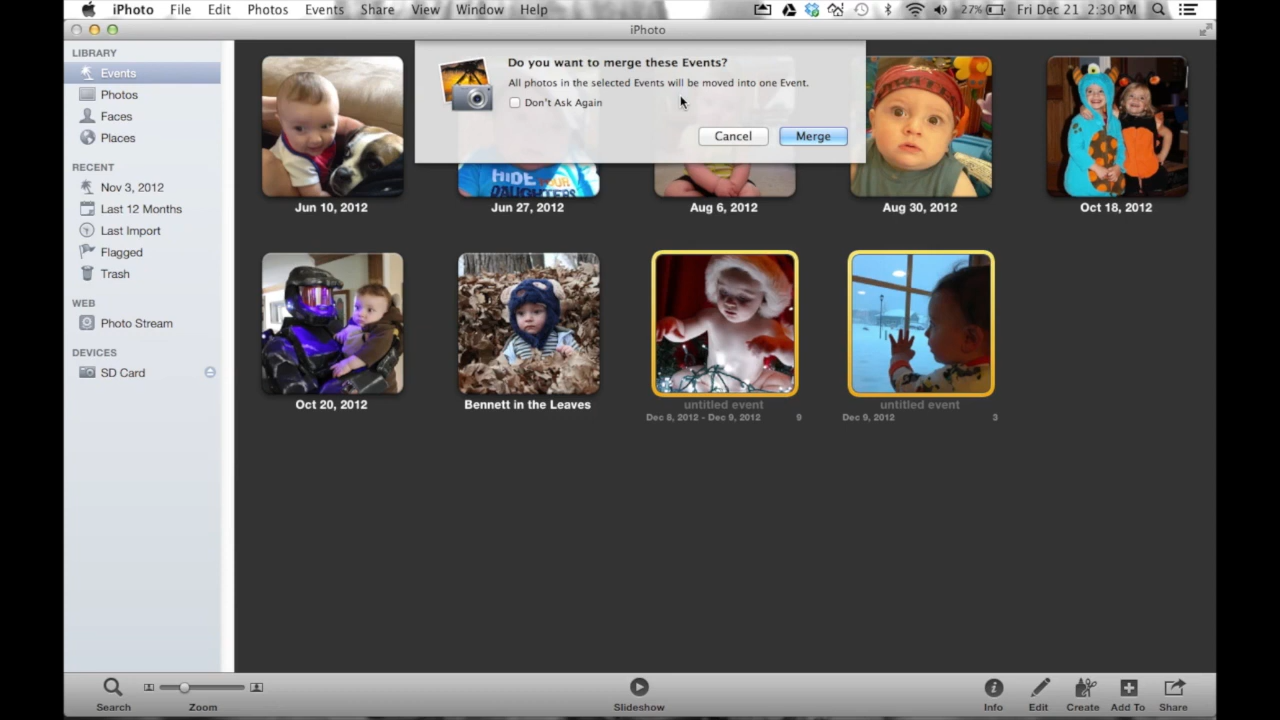 iPhoto File Edit Photos Events Share View Window Help 27% Fri Dec 21 2:30 PM
iPhoto
LIBRARY
Events
Photos
Faces
Places
RECENT
Nov 3, 2012
Last 12 Months
Last Import
Flagged
Trash
WEB
Photo Stream
DEVICES
SD Card
Do you want to merge these Events?
All photos in the selected Events will be moved into one Event.
Don't Ask Again
Cancel Merge
HIDE YOUR
DAUGHTERS
Jun 10, 2012 Jun 27, 2012 Aug 6, 2012 Aug 30, 2012 Oct 18, 2012
Oct 20, 2012 Bennett in the Leaves untitled event untitled event
Dec 8, 2012 - Dec 9, 2012 9 Dec 9, 2012 3
Search Zoom Slideshow Info Edit Create Add To Share